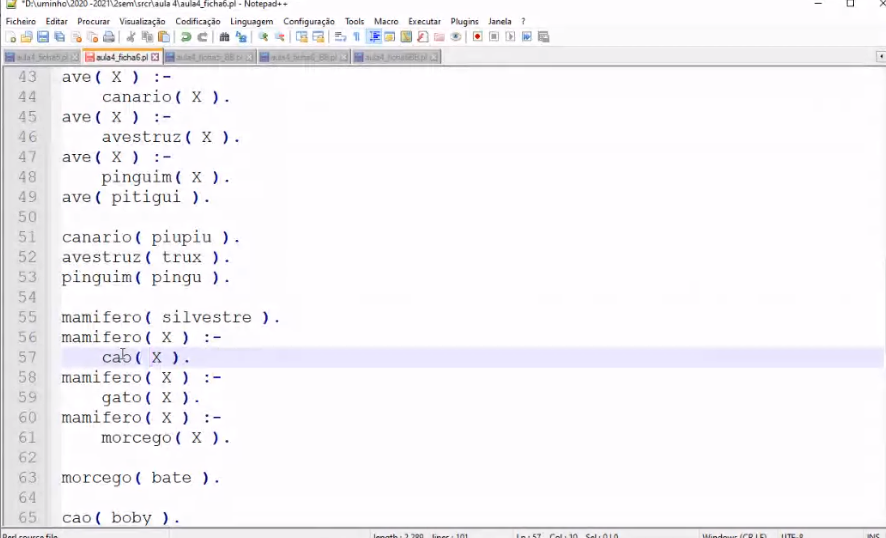 *D:\uminho\2020 -2021\2sem\srcr\aula 4\aula4_ficha6.pl - Notepad++
Ficheiro Editar Procurar Visualização Codificação Linguagem Configuração Tools Macro Executar Plugins Janela ?
aula4_ficha6.pl
43 ave( X ) :-
44 canario( X ).
45 ave( X ) :-
46 avestruz( X ).
47 ave( X ) :-
48 pinguim( X ).
49 ave( pitigui ).
50
51 canario( piupiu ).
52 avestruz( trux ).
53 pinguim( pingu ).
54
55 mamifero( silvestre ).
56 mamifero( X ) :-
57 cao( X ).
58 mamifero( X ) :-
59 gato( X ).
60 mamifero( X ) :-
61 morcego( X ).
62
63 morcego( bate ).
64
65 cao( boby ).
Perl source file length : 2 289 lines : 101 Ln : 57 Col : 10 Sel : 0 | 0 Windows (CR LF) UTF-8 INS